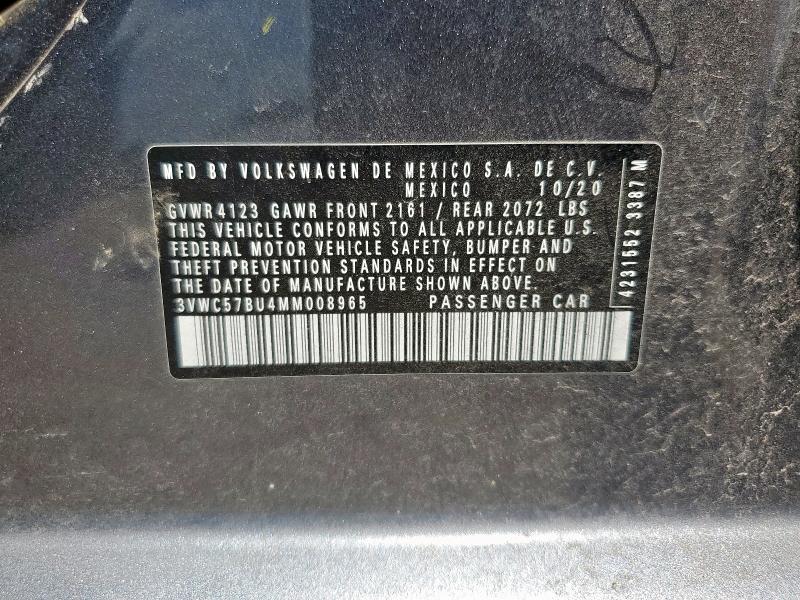 MFD BY VOLKSWAGEN DE MEXICO S.A. DE C.V.
MEXICO 10/20
GVWR 4123 GAWR FRONT 2161 / REAR 2072 LBS
THIS VEHICLE CONFORMS TO ALL APPLICABLE U.S.
FEDERAL MOTOR VEHICLE SAFETY, BUMPER AND
THEFT PREVENTION STANDARDS IN EFFECT ON
THE DATE OF MANUFACTURE SHOWN ABOVE.
3VWC57BU4MM008965 PASSENGER CAR
4231552 3387 M